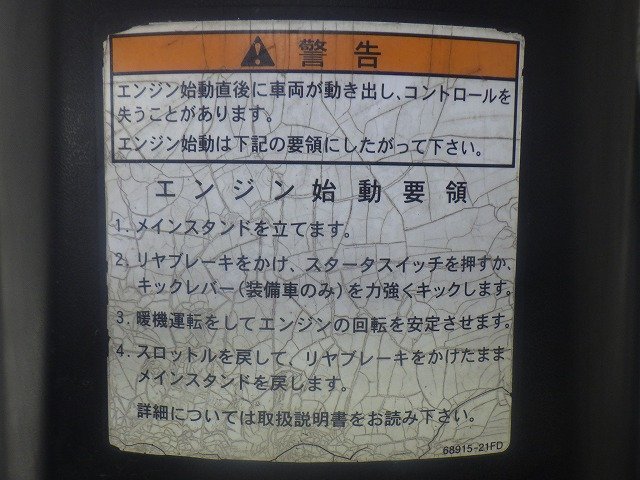 ⚠ 警告
エンジン始動直後に車両が動き出し、コントロールを
失うことがあります。
エンジン始動は下記の要領にしたがって下さい。
エンジン始動要領
1. メインスタンドを立てます。
2. リヤブレーキをかけ、スタータスイッチを押すか、
キックレバー(装備車のみ)を力強くキックします。
3. 暖機運転をしてエンジンの回転を安定させます。
4. スロットルを戻して、リヤブレーキをかけたまま
メインスタンドを戻します。
詳細については取扱説明書をお読み下さい。
68915-21FD